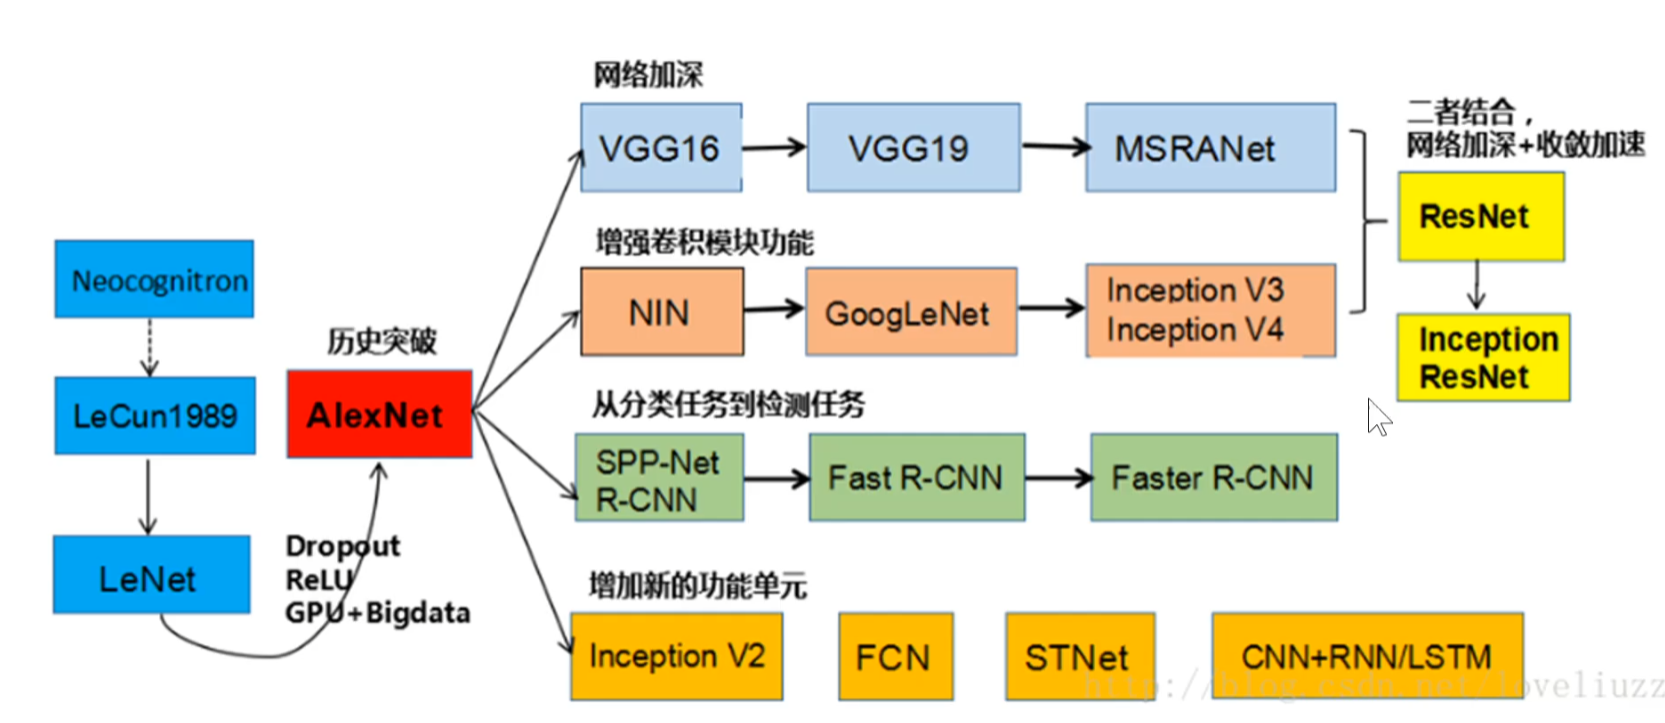 网络加深
VGG16
VGG19
MSRANet
二者结合，
网络加深+收敛加速
ResNet
Inception
ResNet
增强卷积模块功能
NIN
GoogLeNet
Inception V3
Inception V4
Neocognitron
LeCun1989
LeNet
历史突破
AlexNet
Dropout
ReLU
GPU+Bigdata
从分类任务到检测任务
SPP-Net
R-CNN
Fast R-CNN
Faster R-CNN
增加新的功能单元
Inception V2
FCN
STNet
CNN+RNN/LSTM
http://blog.csdn.net/loveliuzz